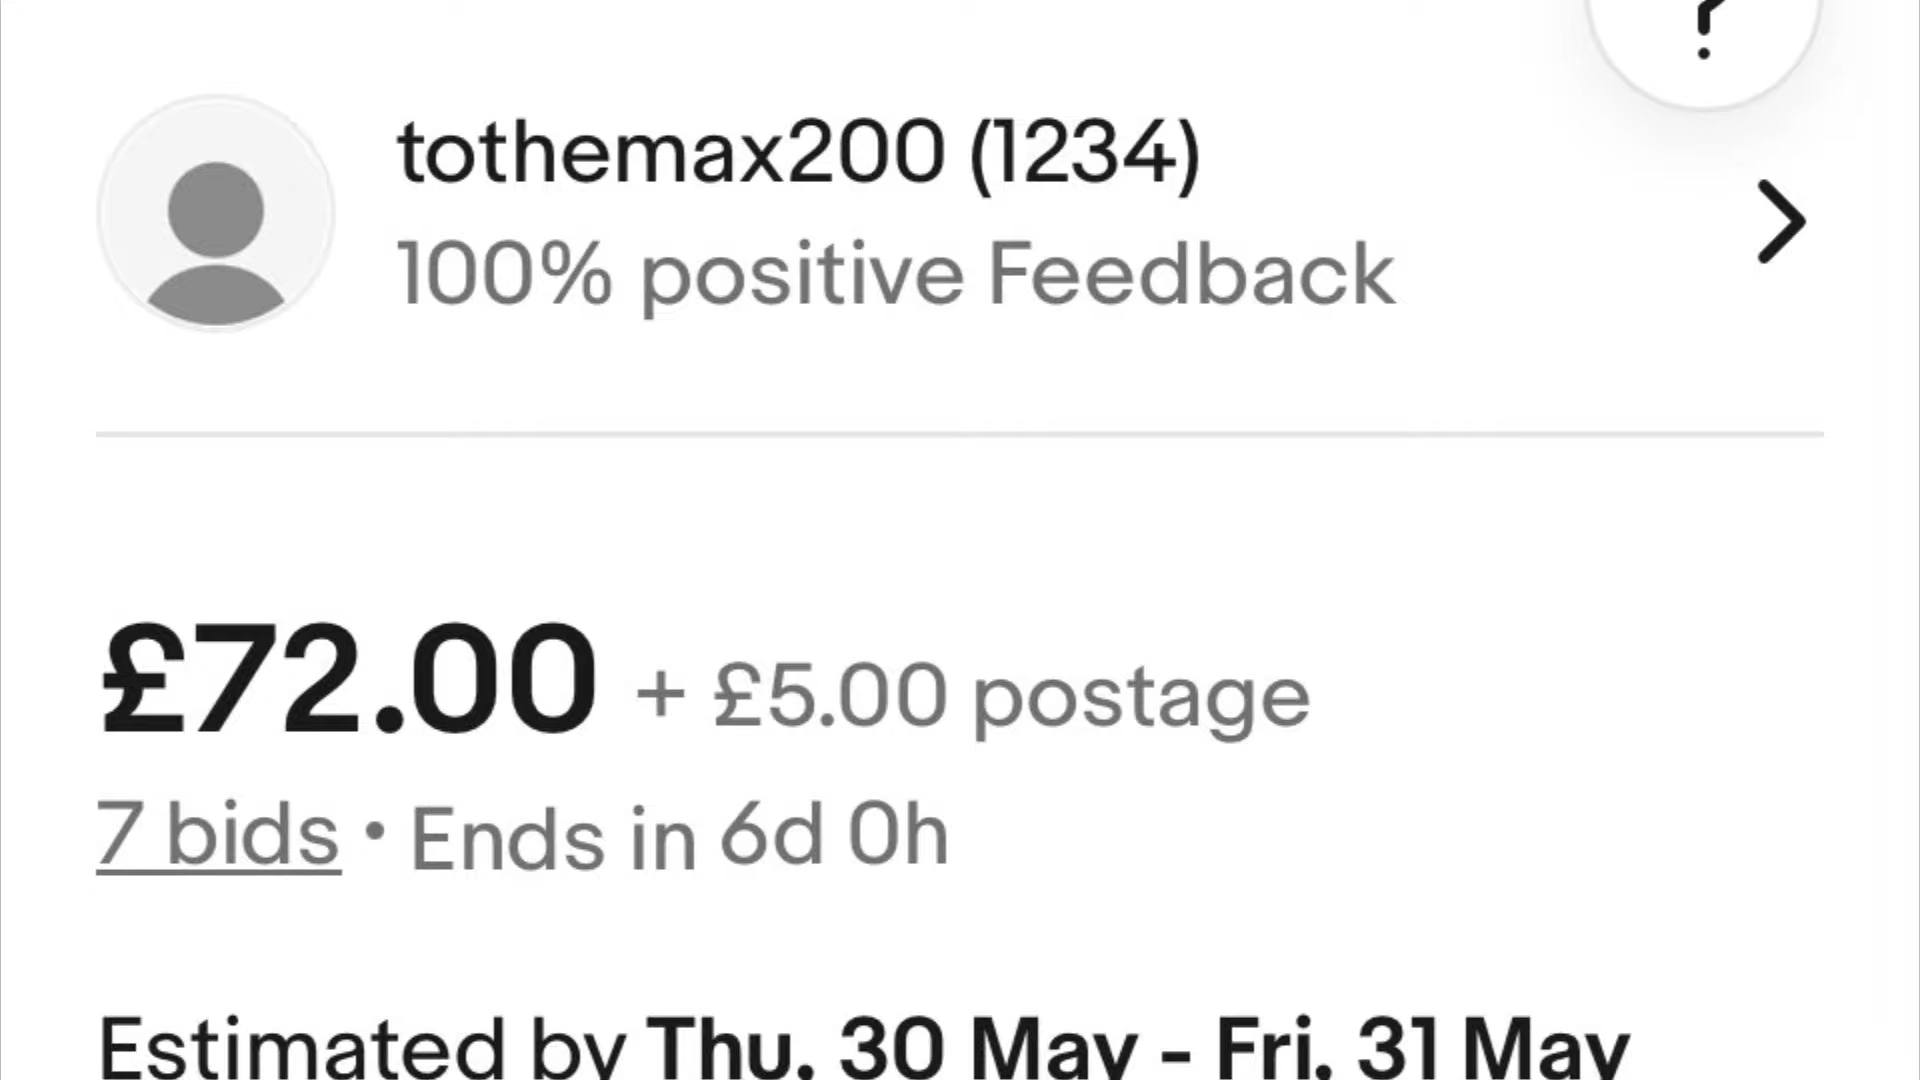 ?
tothemax200 (1234)
100% positive Feedback
£72.00 + £5.00 postage
7 bids • Ends in 6d 0h
Estimated by Thu, 30 May - Fri, 31 May